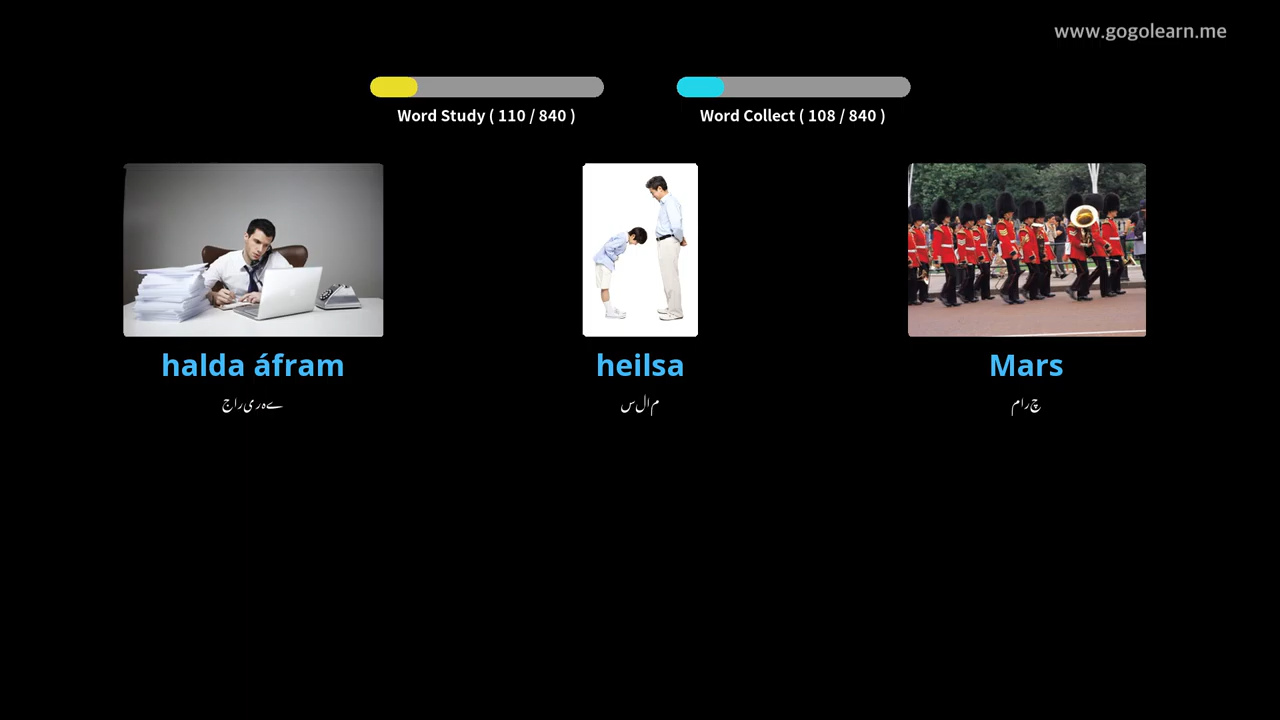 www.gogolearn.me
Word Study ( 110 / 840 )
Word Collect ( 108 / 840 )
halda áfram
heilsa
Mars
جاری رہے
سلام
مارچ